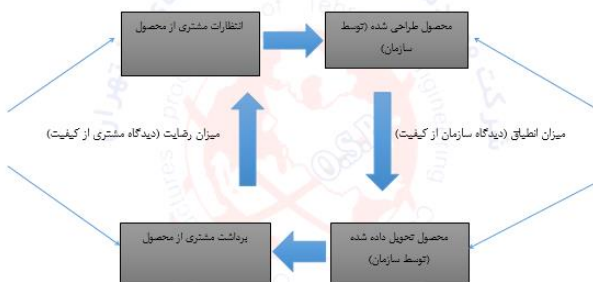 انتظارات مشتری از محصول
محصول طراحی شده (توسط
سازمان)
میزان رضایت (دیدگاه مشتری از کیفیت)
میزان انطباق (دیدگاه سازمان از کیفیت)
برداشت مشتری از محصول
محصول تحویل داده شده
(توسط سازمان)
O.S.P